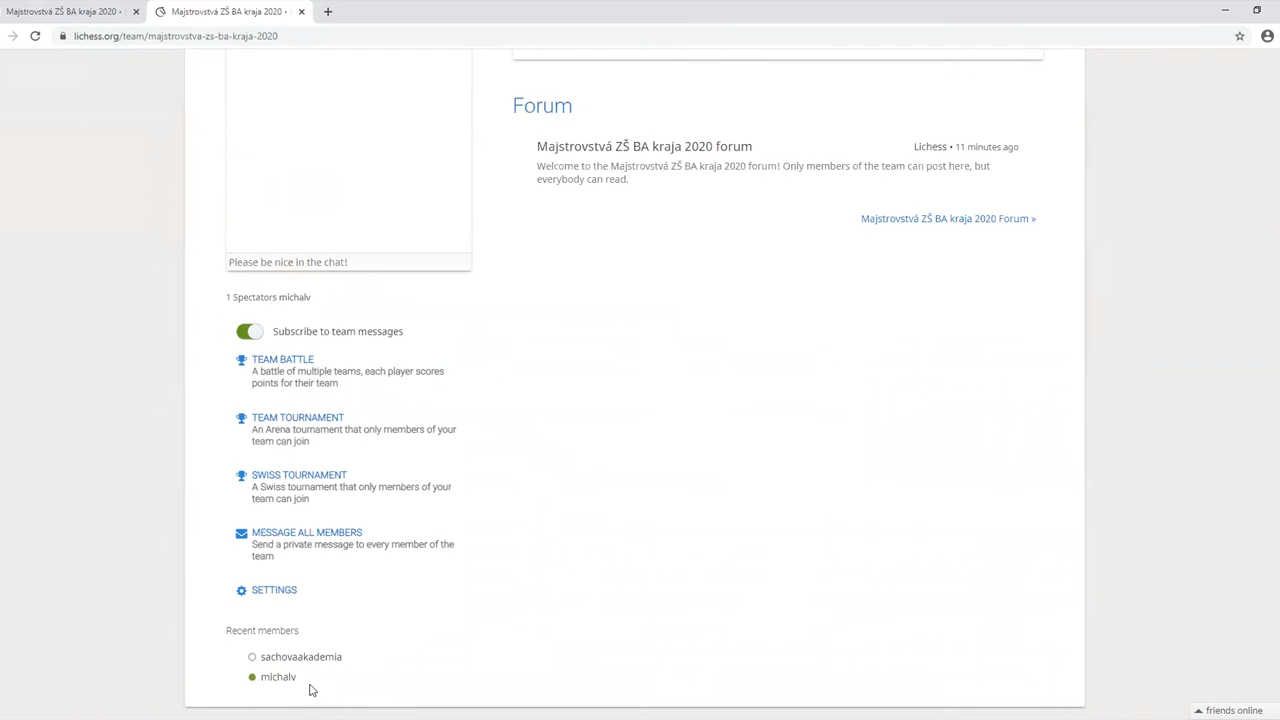 Majstrovstvá ZŠ BA kraja 2020 •
Majstrovstvá ZŠ BA kraja 2020 •
lichess.org/team/majstrovstva-zs-ba-kraja-2020
Forum
Majstrovstvá ZŠ BA kraja 2020 forum
Lichess • 11 minutes ago
Welcome to the Majstrovstvá ZŠ BA kraja 2020 forum! Only members of the team can post here, but
everybody can read.
Majstrovstvá ZŠ BA kraja 2020 Forum »
Please be nice in the chat!
1 Spectators michalv
Subscribe to team messages
TEAM BATTLE
A battle of multiple teams, each player scores
points for their team
TEAM TOURNAMENT
An Arena tournament that only members of your
team can join
SWISS TOURNAMENT
A Swiss tournament that only members of your
team can join
MESSAGE ALL MEMBERS
Send a private message to every member of the
team
SETTINGS
Recent members
sachovaakademia
michalv
friends online